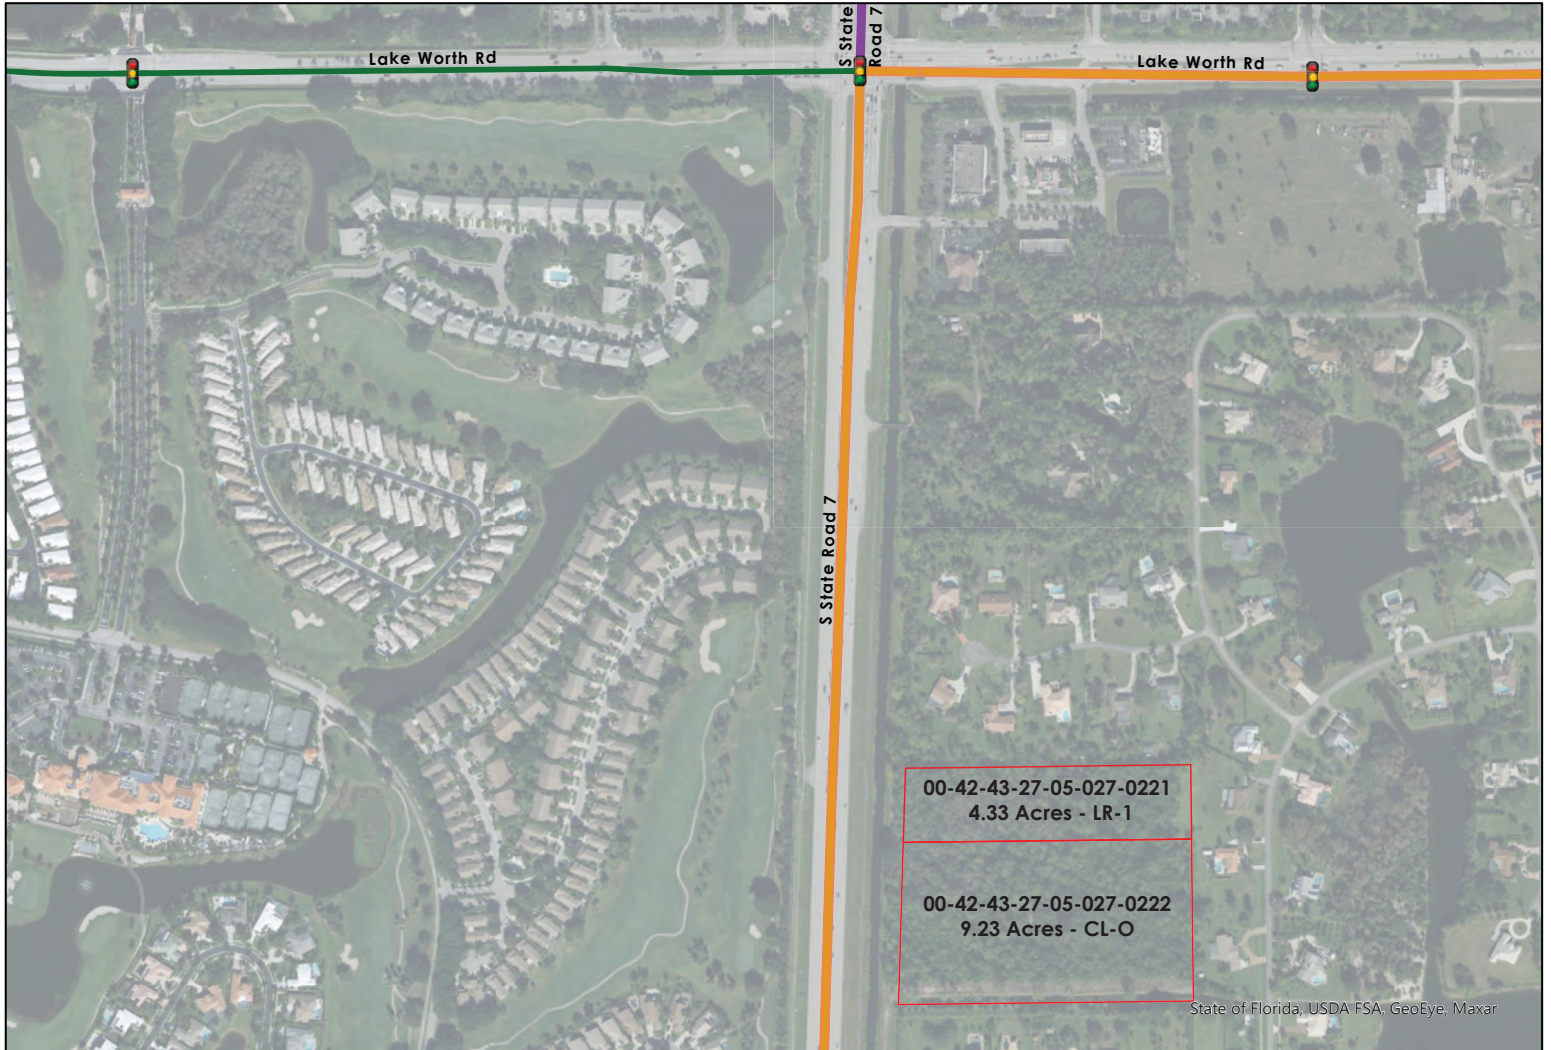 S State
Road 7
Lake Worth Rd
Lake Worth Rd
S State Road 7
00-42-43-27-05-027-0221
4.33 Acres - LR-1
00-42-43-27-05-027-0222
9.23 Acres - CL-O
State of Florida, USDA FSA, GeoEye, Maxar